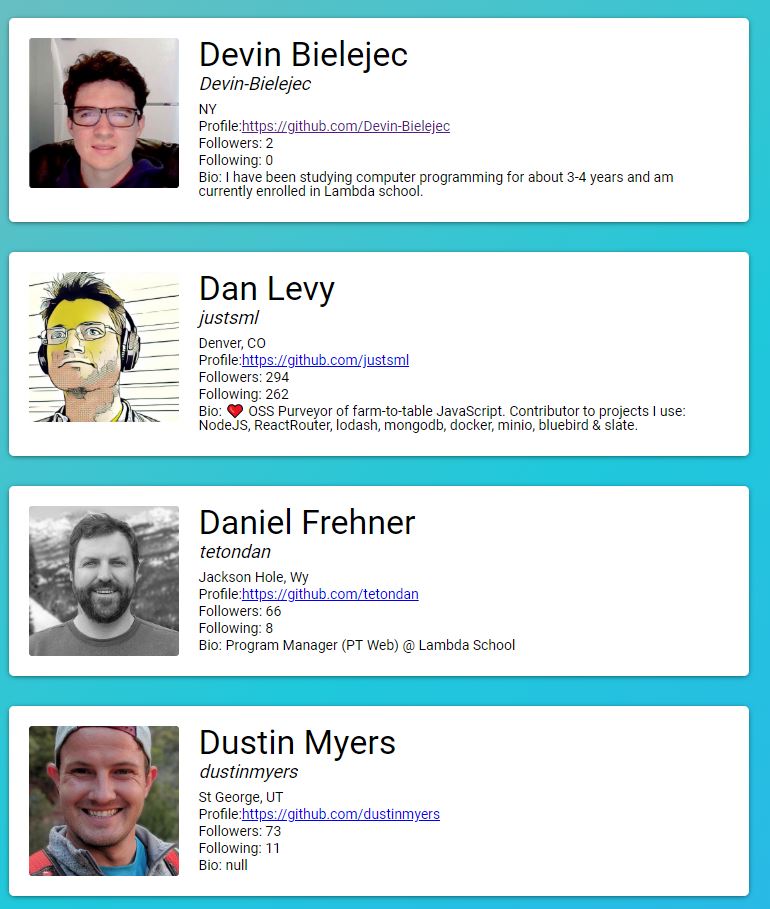 Devin Bielejec
Devin-Bielejec
NY
Profile:https://github.com/Devin-Bielejec
Followers: 2
Following: 0
Bio: I have been studying computer programming for about 3-4 years and am
currently enrolled in Lambda school.
Dan Levy
justsml
Denver, CO
Profile:https://github.com/justsml
Followers: 294
Following: 262
Bio: ❤️ OSS Purveyor of farm-to-table JavaScript. Contributor to projects I use:
NodeJS, ReactRouter, lodash, mongodb, docker, minio, bluebird & slate.
Daniel Frehner
tetondan
Jackson Hole, Wy
Profile:https://github.com/tetondan
Followers: 66
Following: 8
Bio: Program Manager (PT Web) @ Lambda School
Dustin Myers
dustinmyers
St George, UT
Profile:https://github.com/dustinmyers
Followers: 73
Following: 11
Bio: null